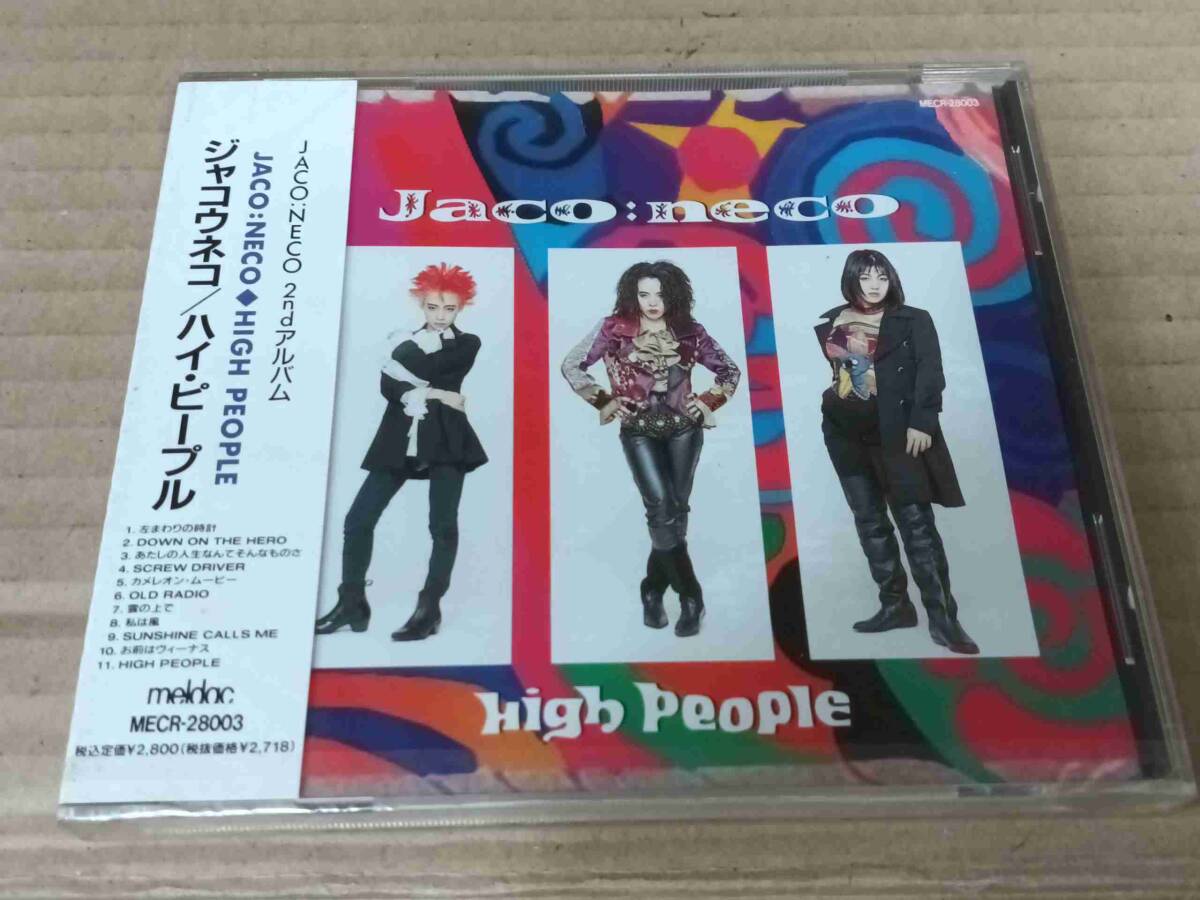 JACO:NECO 2ndアルバム
JACO:NECO◆HIGH PEOPLE
ジャコウネコ/ハイ・ピープル
1. 左まわりの時計
2. DOWN ON THE HERO
3. あたしの人生なんてそんなものさ
4. SCREW DRIVER
5. カメレオン・ムービー
6. OLD RADIO
7. 雲の上で
8. 私は風
9. SUNSHINE CALLS ME
10. お前はヴィーナス
11. HIGH PEOPLE
meldac
MECR-28003
税込定価¥2,800(税抜価格¥2,718)
MECR-28003
Jaco:neco
High People